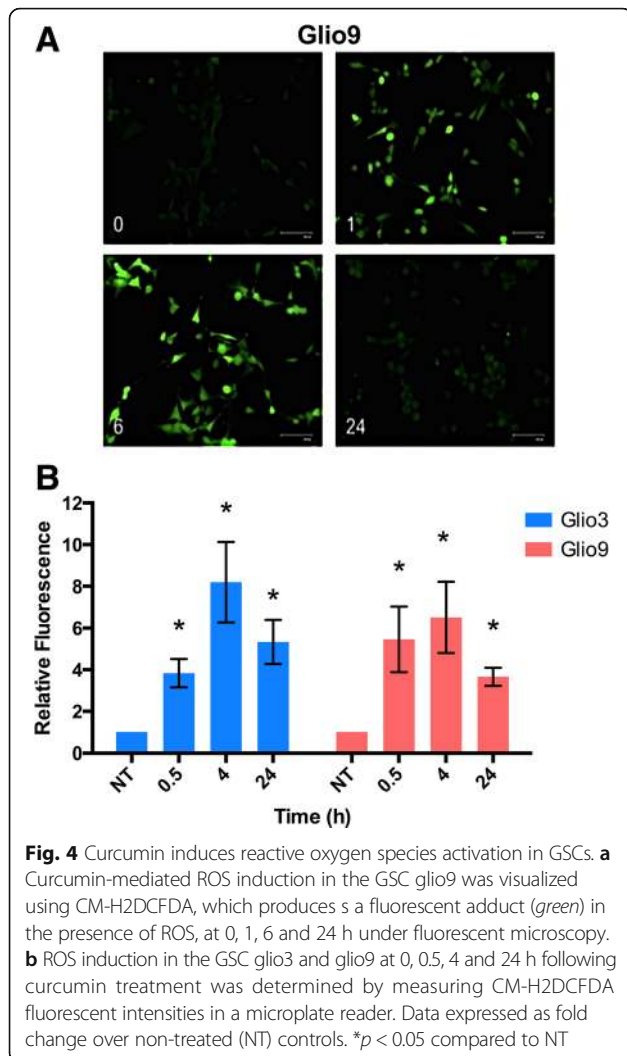 A
Glio9
0
1
6
24
B
Relative Fluorescence
12
10
8
6
4
2
0
* * * * * *
Glio3
Glio9
NT 0.5 4 24 NT 0.5 4 24
Time (h)
Fig. 4 Curcumin induces reactive oxygen species activation in GSCs. a
Curcumin-mediated ROS induction in the GSC glio9 was visualized
using CM-H2DCFDA, which produces s a fluorescent adduct (green) in
the presence of ROS, at 0, 1, 6 and 24 h under fluorescent microscopy.
b ROS induction in the GSC glio3 and glio9 at 0, 0.5, 4 and 24 h following
curcumin treatment was determined by measuring CM-H2DCFDA
fluorescent intensities in a microplate reader. Data expressed as fold
change over non-treated (NT) controls. *p < 0.05 compared to NT